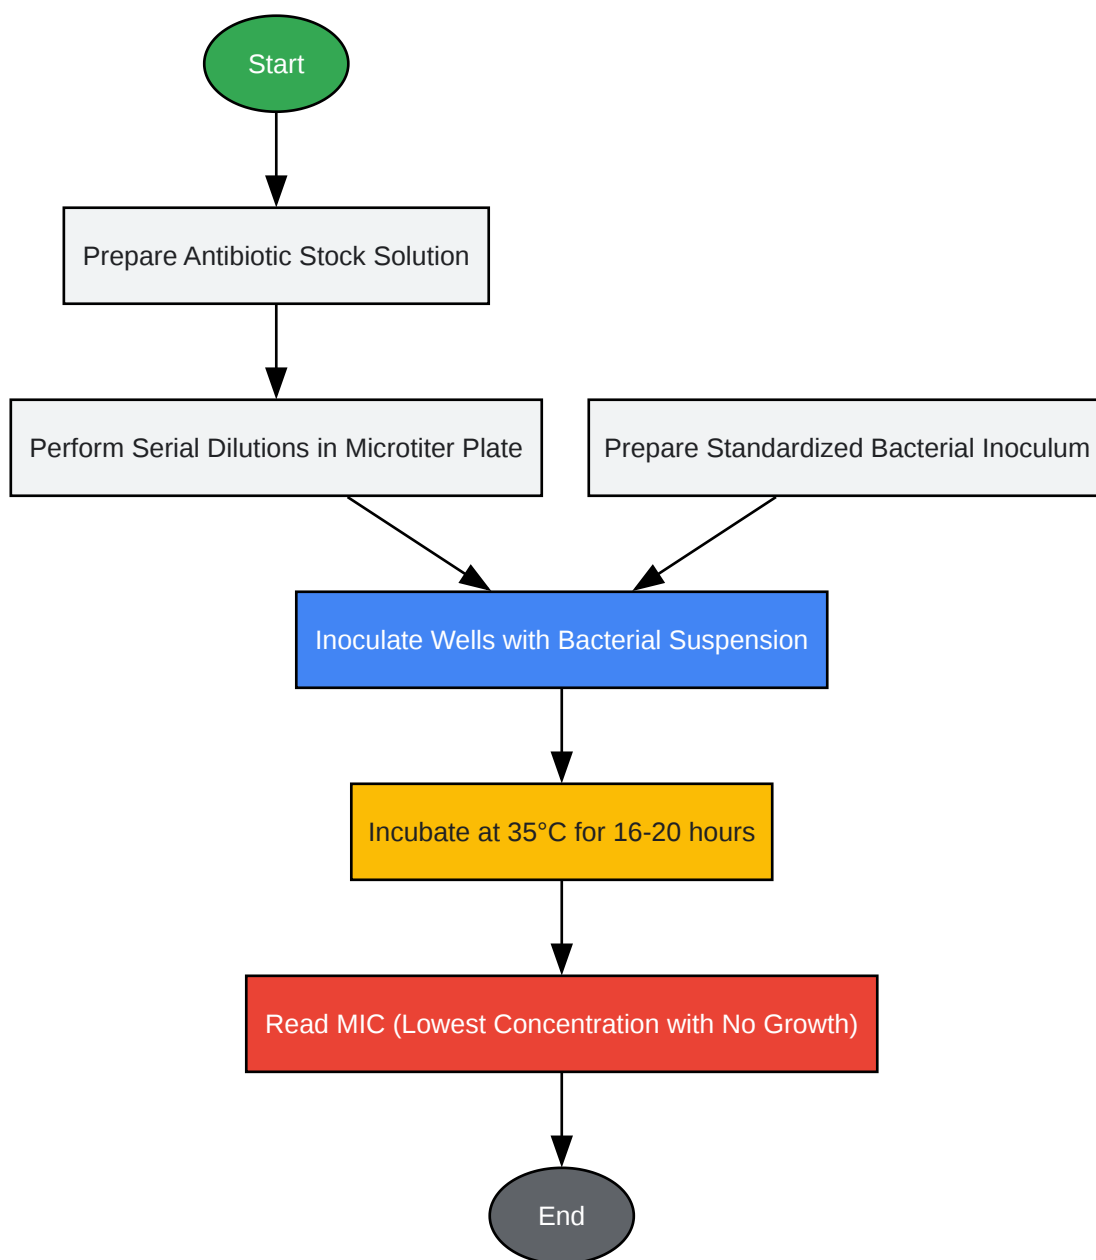 Start
Prepare Antibiotic Stock Solution
Perform Serial Dilutions in Microtiter Plate
Prepare Standardized Bacterial Inoculum
Inoculate Wells with Bacterial Suspension
Incubate at 35°C for 16-20 hours
Read MIC (Lowest Concentration with No Growth)
End